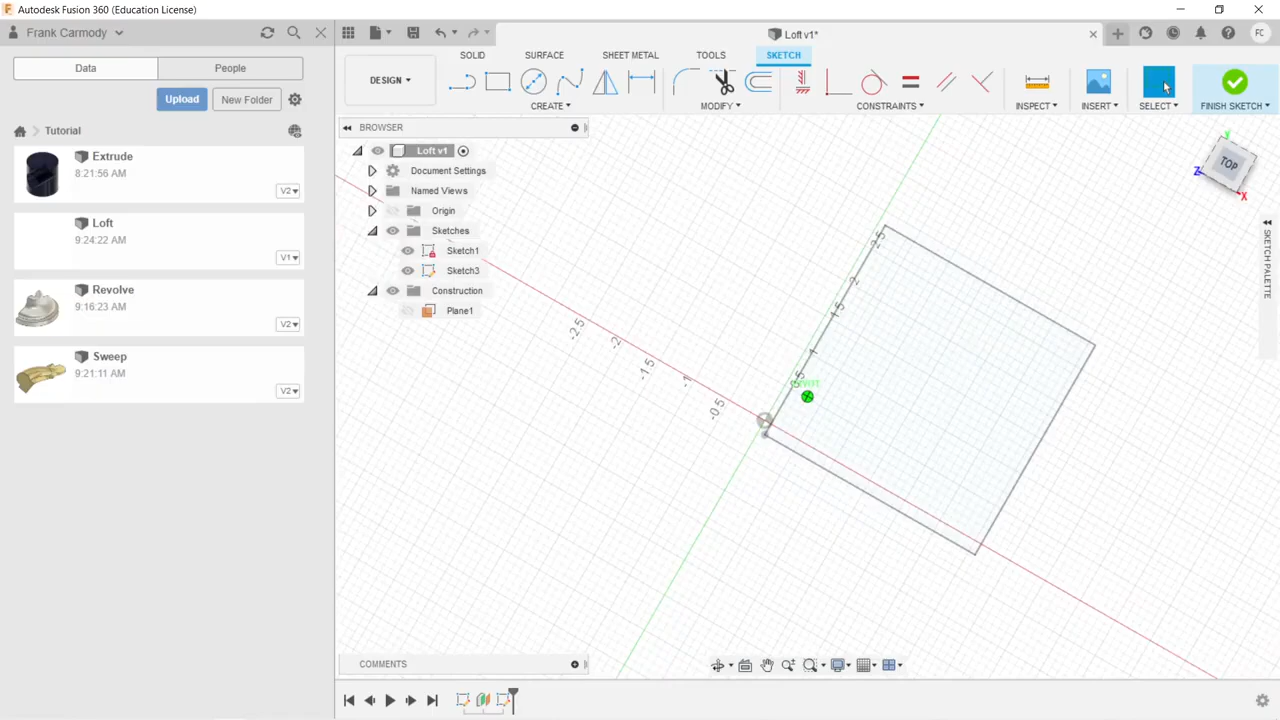 Autodesk Fusion 360 (Education License)
Frank Carmody
Loft v1*
FC
Data
People
Upload
New Folder
Tutorial
Extrude
8:21:56 AM
V2
Loft
9:24:22 AM
V1
Revolve
9:16:23 AM
V2
Sweep
9:21:11 AM
V2
SOLID
SURFACE
SHEET METAL
TOOLS
SKETCH
DESIGN
CREATE
MODIFY
CONSTRAINTS
INSPECT
INSERT
SELECT
FINISH SKETCH
BROWSER
Loft v1
Document Settings
Named Views
Origin
Sketches
Sketch1
Sketch3
Construction
Plane1
TOP
Y
Z
X
SKETCH PALETTE
2.5
2
1.5
1
-2.5
-2
-1.5
-1
-0.5
COMMENTS